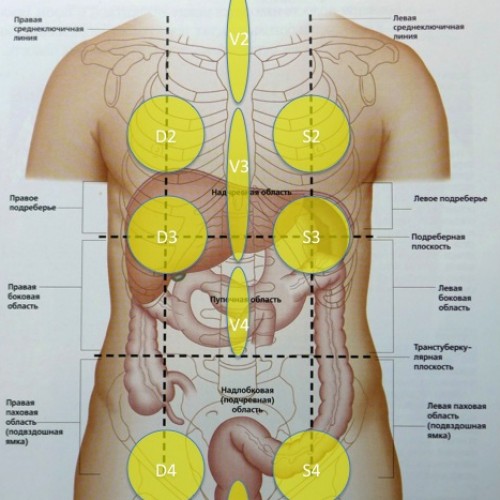 Правая
среднеключичная
линия
Левая
среднеключичная
линия
V2
D2
S2
V3
Надчревная область
Правое
подреберье
Левое подреберье
D3
S3
Подреберная
плоскость
Правая
боковая
область
Пупочная область
Левая
боковая
область
V4
Транстуберку-
лярная
плоскость
Надлобковая
(подчревная)
область
Правая
паховая
область
(подвздошная
ямка)
Левая паховая
область
(подвздошная
ямка)
D4
S4